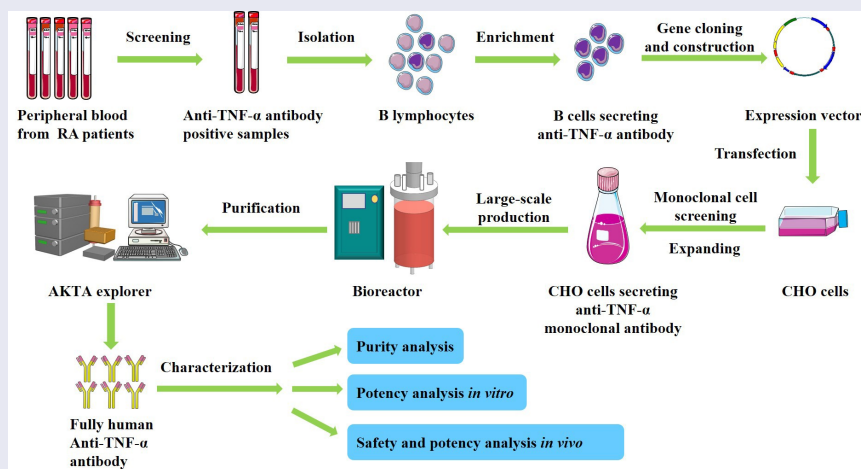 Screening
Isolation
Enrichment
Gene cloning
and construction
Peripheral blood
from RA patients
Anti-TNF-α antibody
positive samples
B lymphocytes
B cells secreting
anti-TNF-α antibody
Expression vector
Transfection
Purification
Large-scale
production
Monoclonal cell
screening
Expanding
AKTA explorer
Bioreactor
CHO cells secreting
anti-TNF-α
monoclonal antibody
CHO cells
Characterization
Purity analysis
Potency analysis in vitro
Safety and potency analysis in vivo
Fully human
Anti-TNF-α
antibody